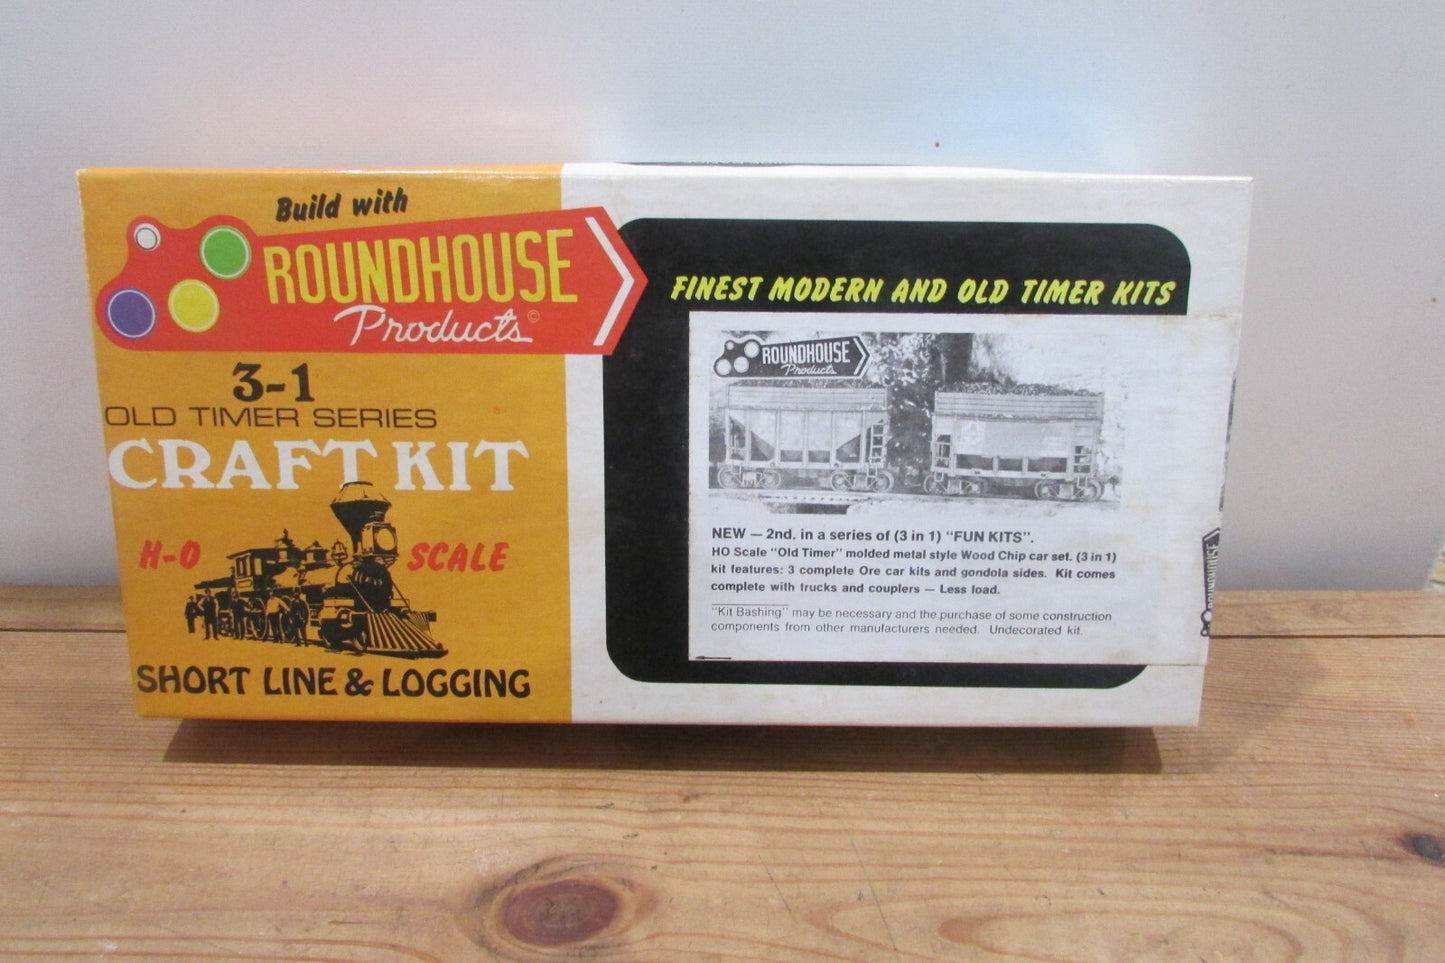 Build with
ROUNDHOUSE
Products ©
3-1
OLD TIMER SERIES
CRAFT KIT
H-O SCALE
SHORT LINE & LOGGING
FINEST MODERN AND OLD TIMER KITS
ROUNDHOUSE
Products
NEW — 2nd. in a series of (3 in 1) "FUN KITS".
HO Scale "Old Timer" molded metal style Wood Chip car set. (3 in 1)
kit features: 3 complete Ore car kits and gondola sides. Kit comes
complete with trucks and couplers — Less load.
"Kit Bashing" may be necessary and the purchase of some construction
components from other manufacturers needed. Undecorated kit.
ROUNDHOUSE